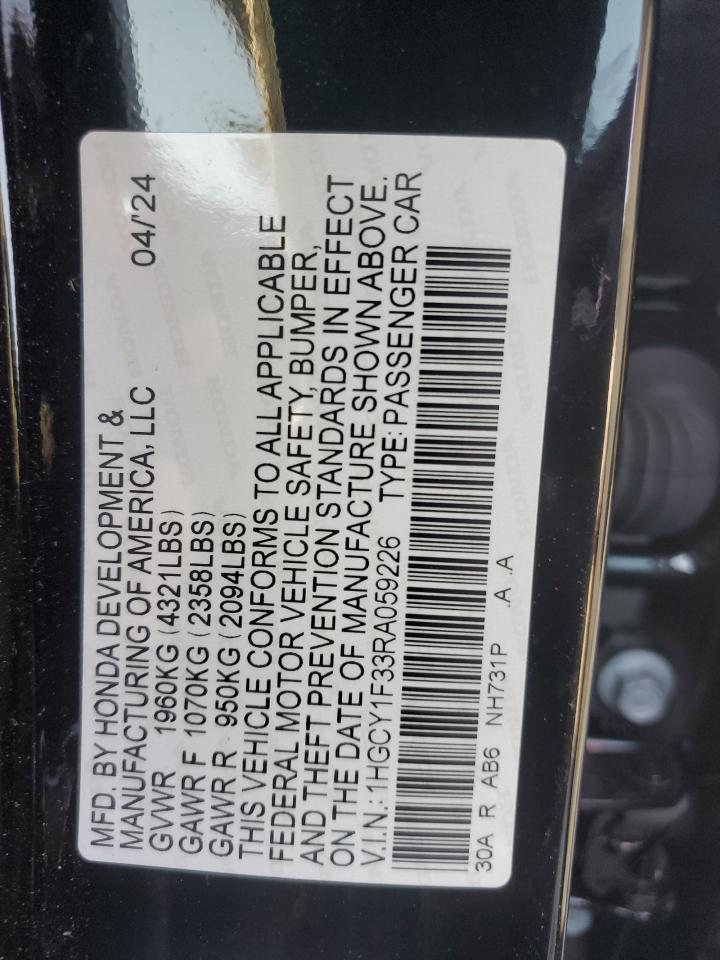 MFD. BY HONDA DEVELOPMENT &
MANUFACTURING OF AMERICA, LLC 04/'24
GVWR 1960KG (4321LBS)
GAWR F 1070KG (2358LBS)
GAWR R 950KG (2094LBS)
THIS VEHICLE CONFORMS TO ALL APPLICABLE
FEDERAL MOTOR VEHICLE SAFETY, BUMPER,
AND THEFT PREVENTION STANDARDS IN EFFECT
ON THE DATE OF MANUFACTURE SHOWN ABOVE.
V.I.N.:1HGCY1F33RA059226 TYPE: PASSENGER CAR
30A R AB6 NH731P .A .A